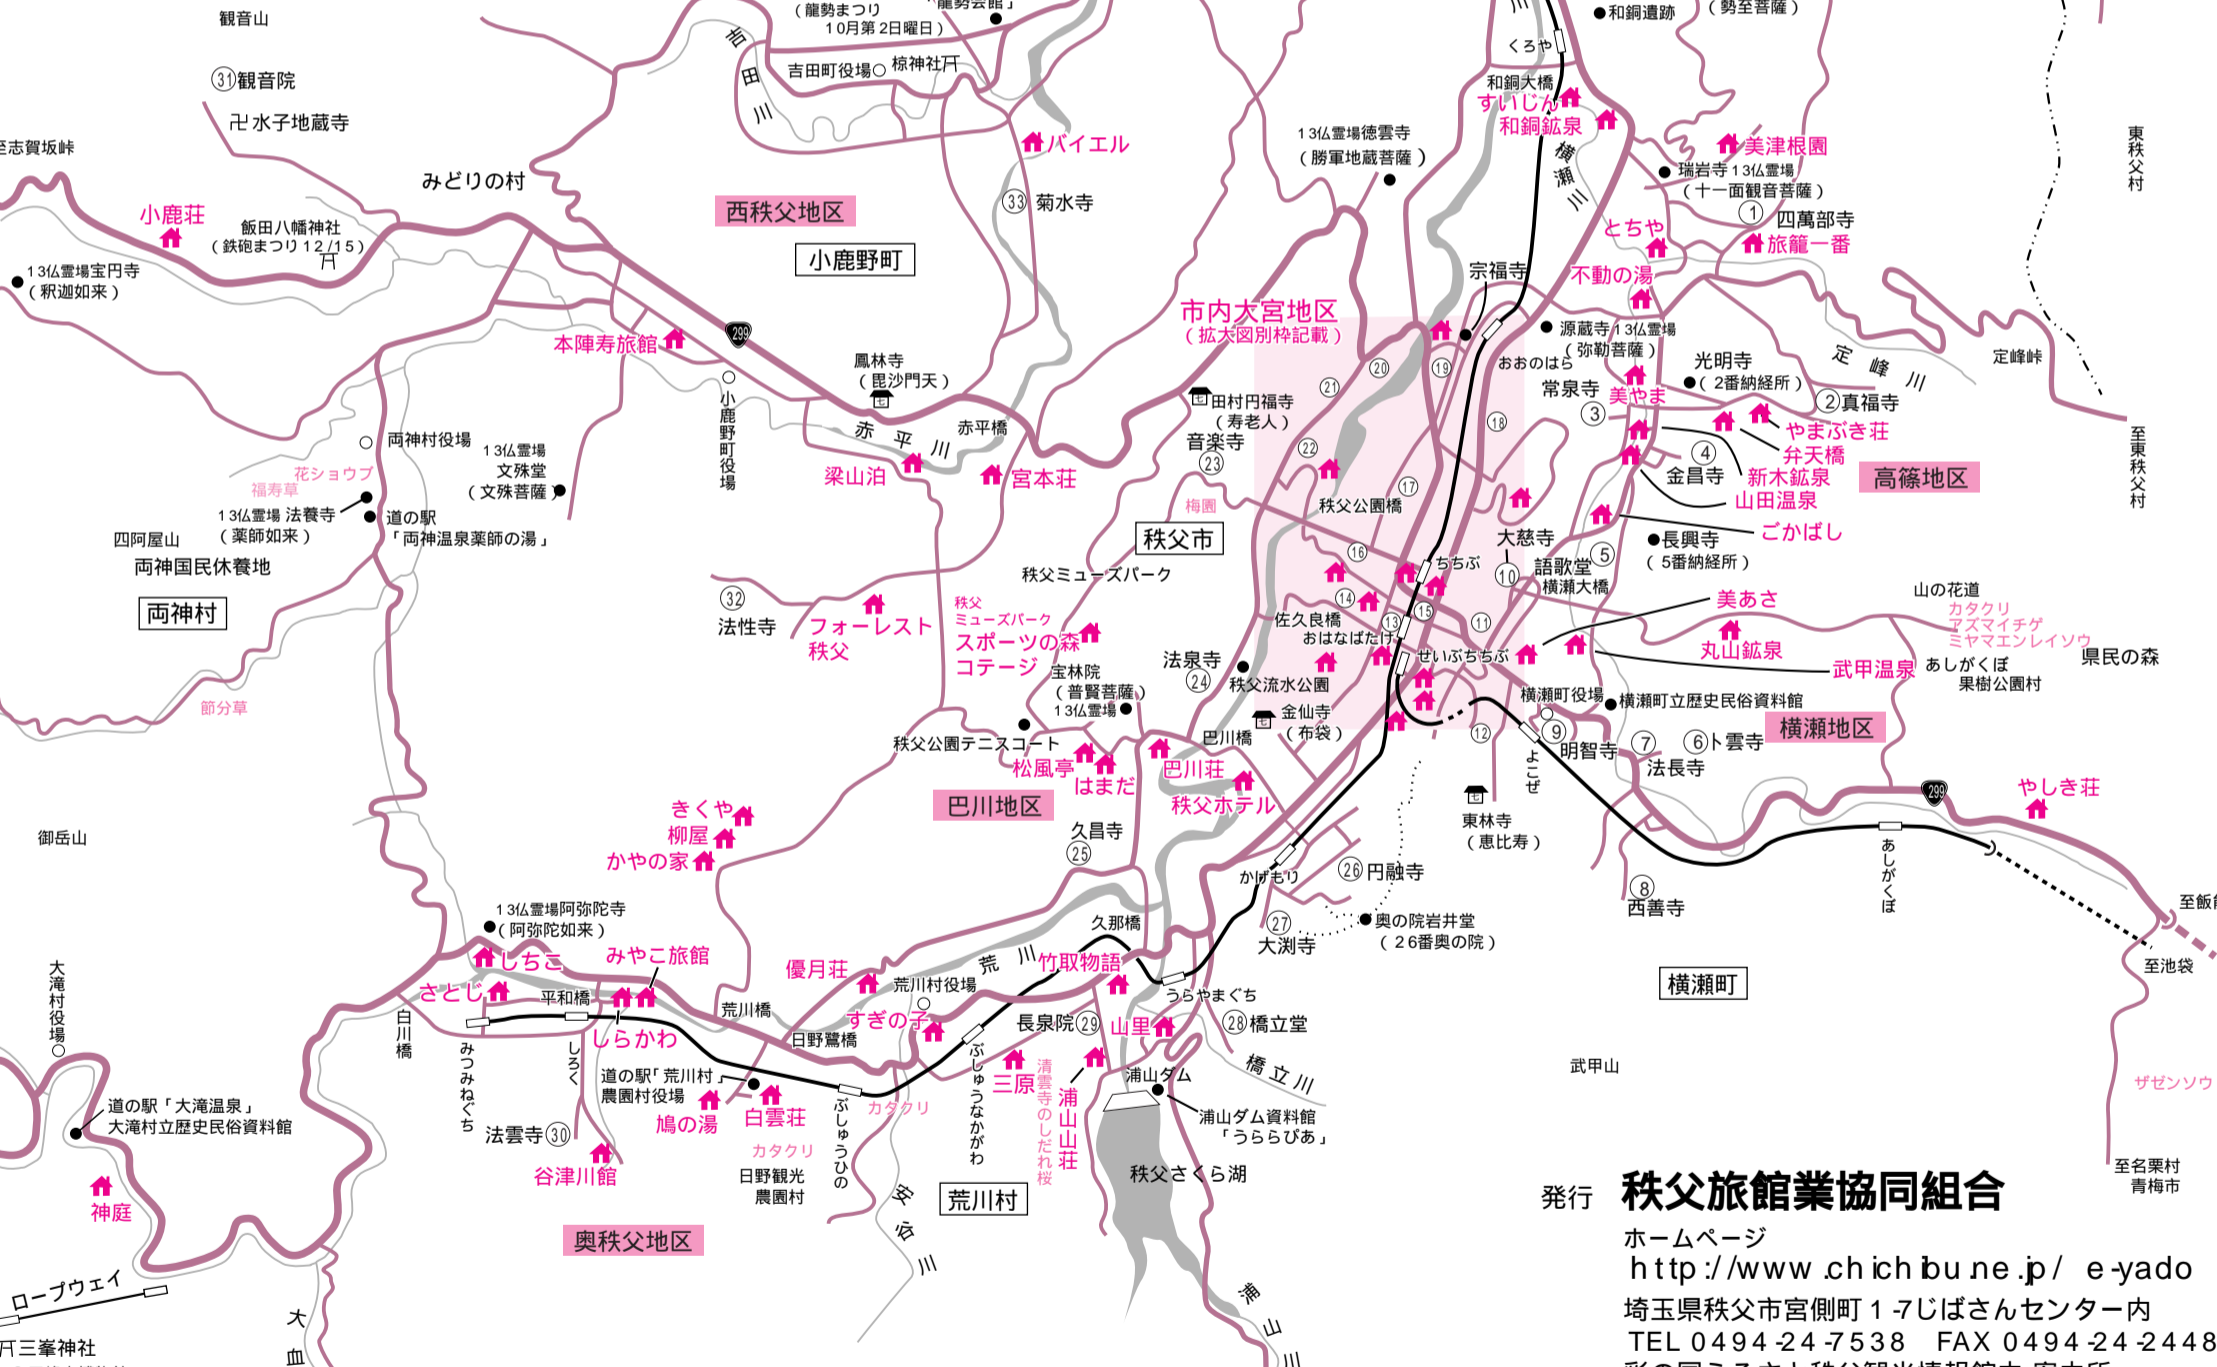 観音山
㉛観音院
卍水子地蔵寺
至志賀坂峠
みどりの村
小鹿荘
飯田八幡神社
(鉄砲まつり12/15)
13仏霊場宝円寺
(釈迦如来)
(龍勢まつり
10月第2日曜日)
「龍勢会館」
吉田川
吉田町役場
椋神社
バイエル
㉝菊水寺
西秩父地区
小鹿野町
本陣寿旅館
299
小鹿野町役場
鳳林寺
(毘沙門天)
赤平川
赤平橋
梁山泊
宮本荘
両神村役場
花ショウブ
福寿草
13仏霊場
文殊堂
(文殊菩薩)
13仏霊場 法養寺
(薬師如来)
道の駅
「両神温泉薬師の湯」
四阿屋山
両神国民休養地
両神村
節分草
御岳山
㉜
法性寺
フォーレスト
秩父
秩父
ミューズパーク
スポーツの森
コテージ
秩父ミューズパーク
秩父市
梅園
13仏霊場徳雲寺
(勝軍地蔵菩薩)
市内大宮地区
(拡大図別枠記載)
田村円福寺
(寿老人)
音楽寺
㉓
⑳
㉑
㉒
⑲
⑱
⑰
⑯
⑮
⑭
⑬
⑪
⑫
宗福寺
秩父公園橋
ちちぶ
佐久良橋
おはなばたけ
せいぶちちぶ
秩父流水公園
法泉寺
㉔
金仙寺
(布袋)
巴川橋
宝林院
(普賢菩薩)
13仏霊場
秩父公園テニスコート
松風亭
はまだ
巴川荘
秩父ホテル
巴川地区
久昌寺
㉕
きくや
柳屋
かやの家
くろや
和銅大橋
すいじん
和銅鉱泉
横瀬川
和銅遺跡
(勢至菩薩)
美津根園
瑞岩寺13仏霊場
(十一面観音菩薩)
①四萬部寺
旅籠一番
とちや
不動の湯
源蔵寺13仏霊場
(弥勒菩薩)
おおのはら
常泉寺
③
美やま
光明寺
(2番納経所)
②真福寺
やまぶき荘
弁天橋
④
金昌寺
新木鉱泉
山田温泉
ごかばし
高篠地区
定峰川
定峰峠
東秩父村
至東秩父村
大慈寺
⑩
語歌堂
⑤
横瀬大橋
長興寺
(5番納経所)
美あさ
丸山鉱泉
武甲温泉
山の花道
カタクリ
アズマイチゲ
ミヤマエンレイソウ
あしがくぼ
果樹公園村
県民の森
横瀬町役場
横瀬町立歴史民俗資料館
⑨
明智寺
よこぜ
⑦
法長寺
⑥卜雲寺
横瀬地区
299
やしき荘
東林寺
(恵比寿)
⑧
西善寺
あしがくぼ
至飯能
至池袋
横瀬町
武甲山
ザゼンソウ
至名栗村
青梅市
かげもり
㉖円融寺
㉗
大渕寺
奥の院岩井堂
(26番奥の院)
久那橋
荒川
竹取物語
うらやまぐち
㉘橋立堂
橋立川
長泉院㉙
山里
浦山ダム
浦山ダム資料館
「うららぴあ」
秩父さくら湖
浦山山荘
清雲寺のしだれ桜
三原
ぶしゅうなかがわ
荒川村
優月荘
荒川村役場
すぎの子
日野鷺橋
荒川橋
カタクリ
ぶしゅうひの
安谷川
浦山川
道の駅「荒川村」
農園村役場
鳩の湯
白雲荘
カタクリ
日野観光
農園村
13仏霊場阿弥陀寺
(阿弥陀如来)
しちこ
みやこ旅館
さとじ
平和橋
しらかわ
白川橋
みつみねぐち
しろく
法雲寺㉚
谷津川館
奥秩父地区
大滝村役場
道の駅「大滝温泉」
大滝村立歴史民俗資料館
神庭
ロープウェイ
三峯神社
大血
発行 秩父旅館業協同組合
ホームページ
http://www.chichibu.ne.jp/ e-yado
埼玉県秩父市宮側町1-7じばさんセンター内
TEL 0494-24-7538 FAX 0494-24-2448